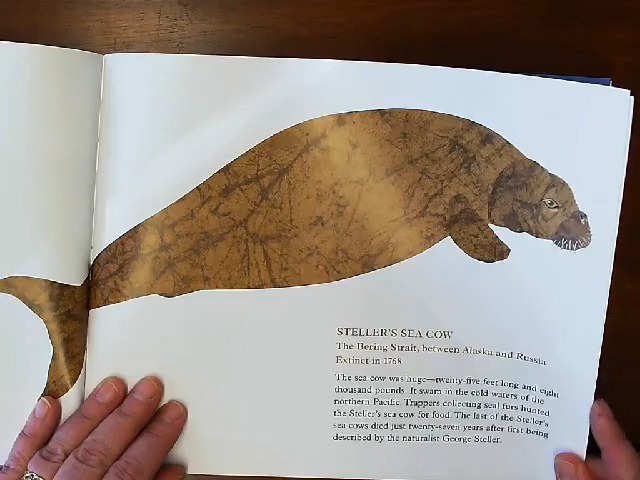 STELLER'S SEA COW
The Bering Strait, between Alaska and Russia
Extinct in 1768
The sea cow was huge—twenty-five feet long and eight
thousand pounds. It swam in the cold waters of the
northern Pacific. Trappers collecting seal furs hunted
the Steller's sea cow for food. The last of the Steller's
sea cows died just twenty-seven years after first being
described by the naturalist George Steller.